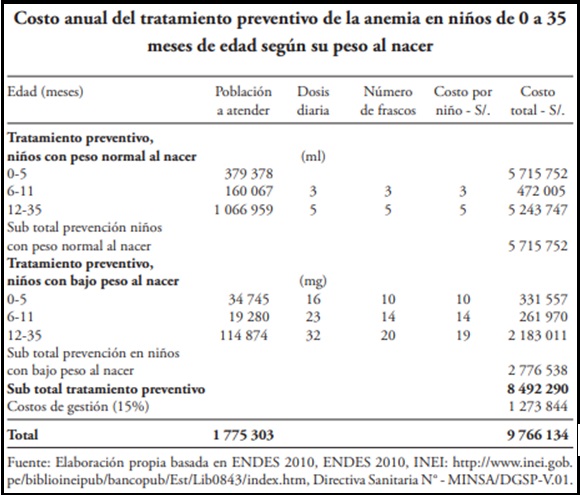 Costo anual del tratamiento preventivo de la anemia en niños de 0 a 35
meses de edad según su peso al nacer
Edad (meses) Población Dosis Número Costo por Costo
a atender diaria de frascos niño - S/. total - S/.
Tratamiento preventivo,
niños con peso normal al nacer (ml)
0-5 379 378 5 715 752
6-11 160 067 3 3 3 472 005
12-35 1 066 959 5 5 5 5 243 747
Sub total prevención niños
con peso normal al nacer 5 715 752
Tratamiento preventivo,
niños con bajo peso al nacer (mg)
0-5 34 745 16 10 10 331 557
6-11 19 280 23 14 14 261 970
12-35 114 874 32 20 19 2 183 011
Sub total prevención en niños
con bajo peso al nacer 2 776 538
Sub total tratamiento preventivo 8 492 290
Costos de gestión (15%) 1 273 844
Total 1 775 303 9 766 134
Fuente: Elaboración propia basada en ENDES 2010, ENDES 2010, INEI: http://www.inei.gob.
pe/biblioineipub/bancopub/Est/Lib0843/index.htm, Directiva Sanitaria N° - MINSA/DGSP-V.01.